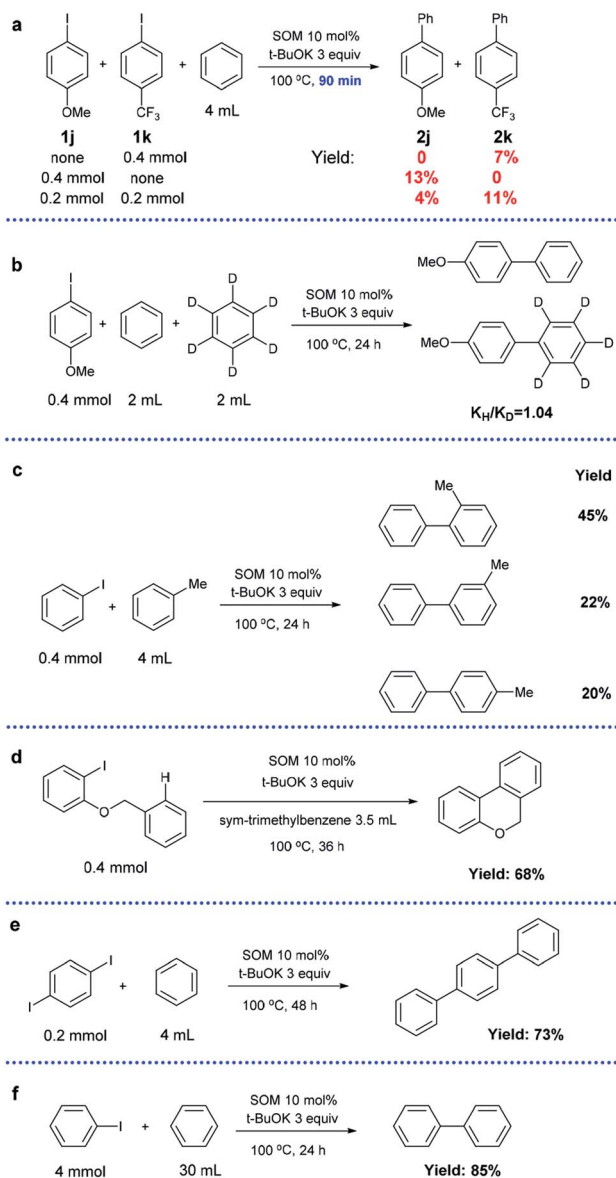 a
I
I
SOM 10 mol%
t-BuOK 3 equiv
100 °C, 90 min
Ph
Ph
+
+
+
OMe
CF3
4 mL
OMe
CF3
1j
1k
2j
2k
none
0.4 mmol
Yield:
0
7%
0.4 mmol
none
13%
0
0.2 mmol
0.2 mmol
4%
11%
b
I
OMe
+
+
D
D
D
D
D
D
SOM 10 mol%
t-BuOK 3 equiv
100 °C, 24 h
MeO
MeO
D
D
D
D
D
0.4 mmol
2 mL
2 mL
KH/KD=1.04
c
Yield
I
+
Me
SOM 10 mol%
t-BuOK 3 equiv
100 °C, 24 h
0.4 mmol
4 mL
Me
45%
Me
22%
Me
20%
d
I
O
H
SOM 10 mol%
t-BuOK 3 equiv
sym-trimethylbenzene 3.5 mL
100 °C, 36 h
O
0.4 mmol
Yield: 68%
e
I
I
+
SOM 10 mol%
t-BuOK 3 equiv
100 °C, 48 h
0.2 mmol
4 mL
Yield: 73%
f
I
+
SOM 10 mol%
t-BuOK 3 equiv
100 °C, 24 h
4 mmol
30 mL
Yield: 85%